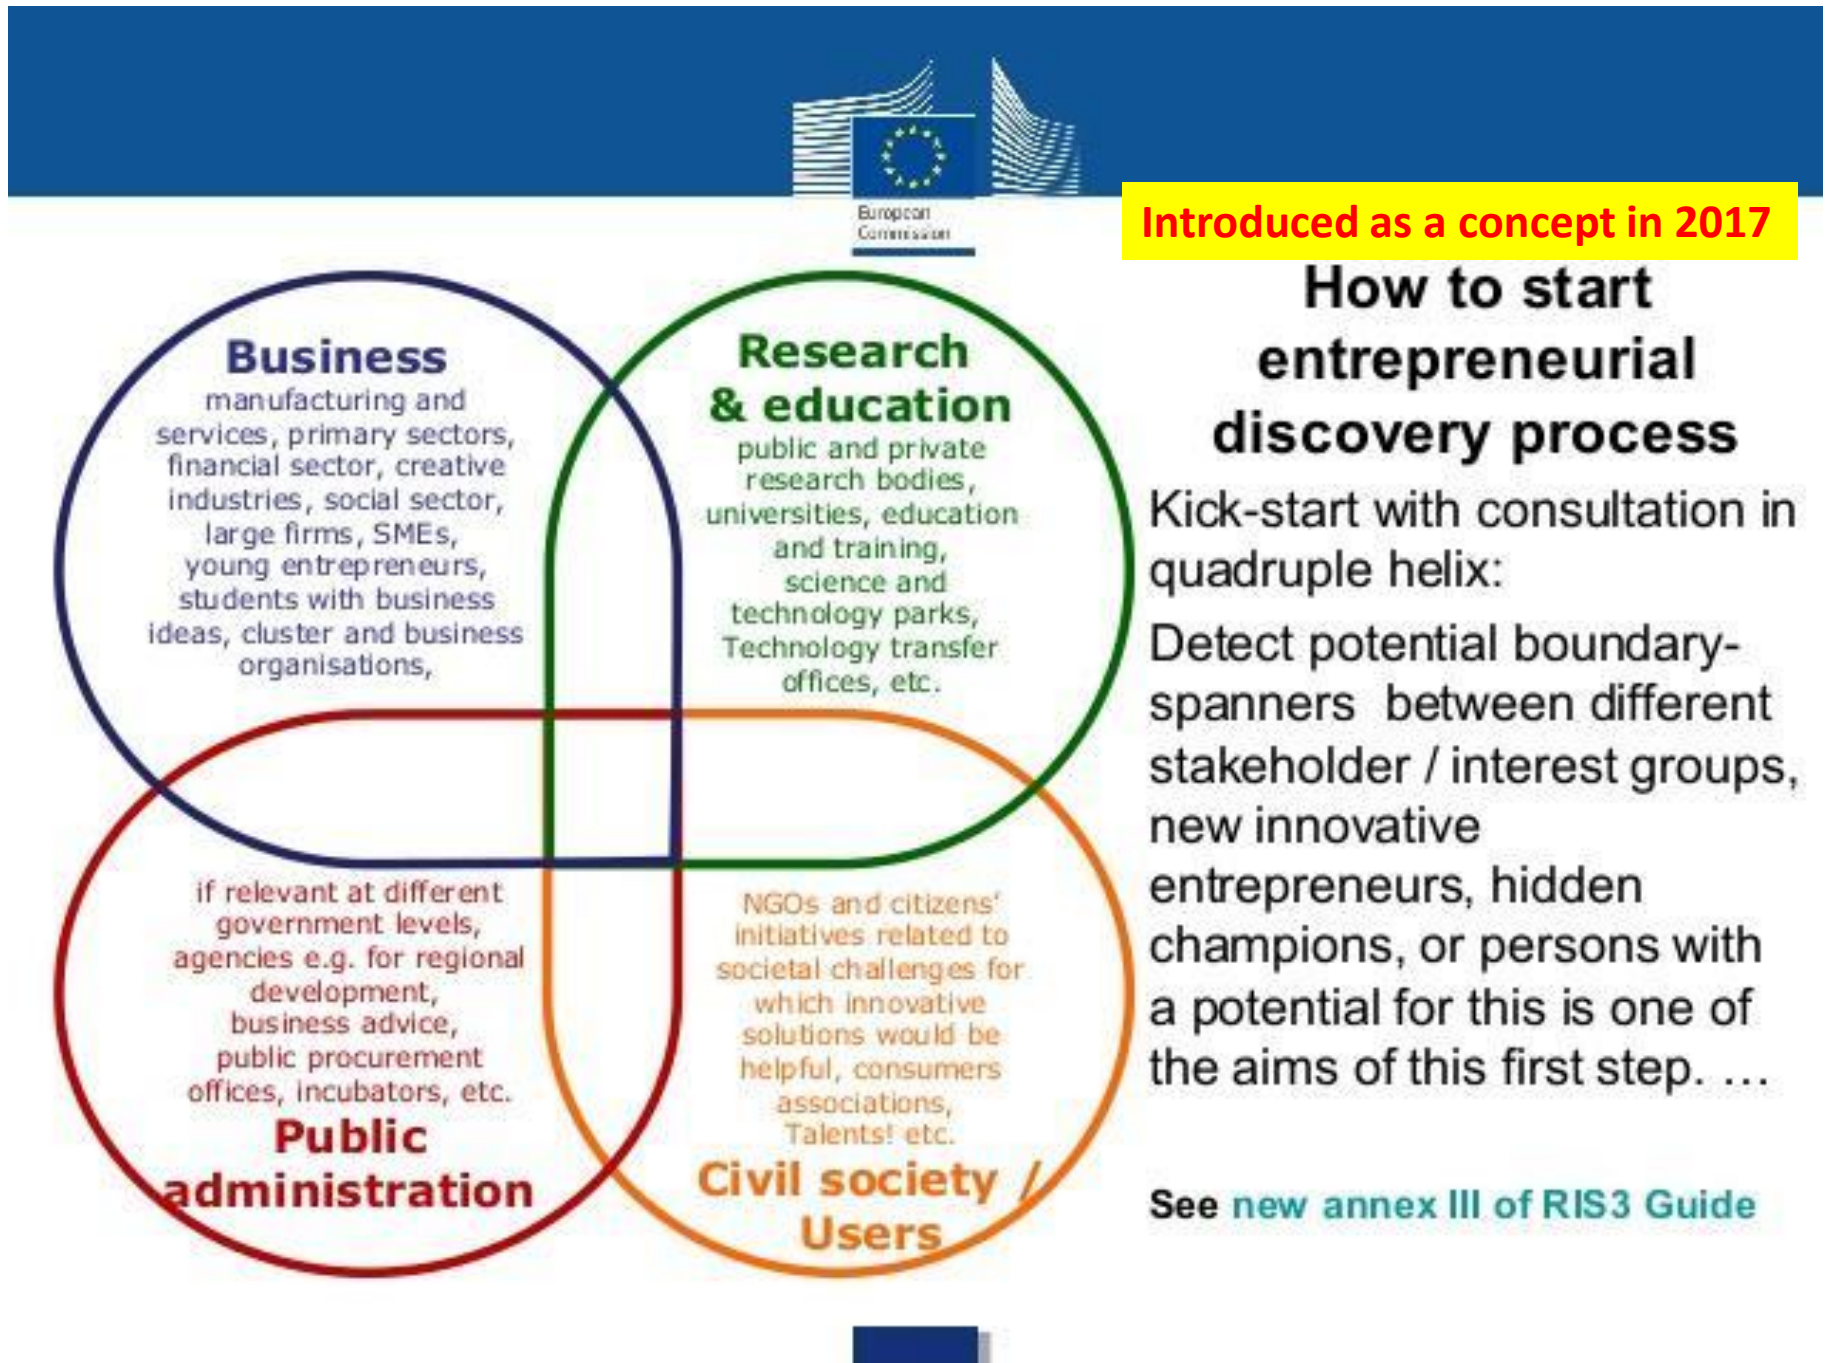 European
Commission
Introduced as a concept in 2017
How to start
entrepreneurial
discovery process
Business
manufacturing and
services, primary sectors,
financial sector, creative
industries, social sector,
large firms, SMEs,
young entrepreneurs,
students with business
ideas, cluster and business
organisations,
Research
& education
public and private
research bodies,
universities, education
and training,
science and
technology parks,
Technology transfer
offices, etc.
if relevant at different
government levels,
agencies e.g. for regional
development,
business advice,
public procurement
offices, incubators, etc.
Public
administration
NGOs and citizens'
initiatives related to
societal challenges for
which innovative
solutions would be
helpful, consumers
associations,
Talents! etc.
Civil society /
Users
Kick-start with consultation in
quadruple helix:
Detect potential boundary-
spanners between different
stakeholder / interest groups,
new innovative
entrepreneurs, hidden
champions, or persons with
a potential for this is one of
the aims of this first step. ...
See new annex III of RIS3 Guide